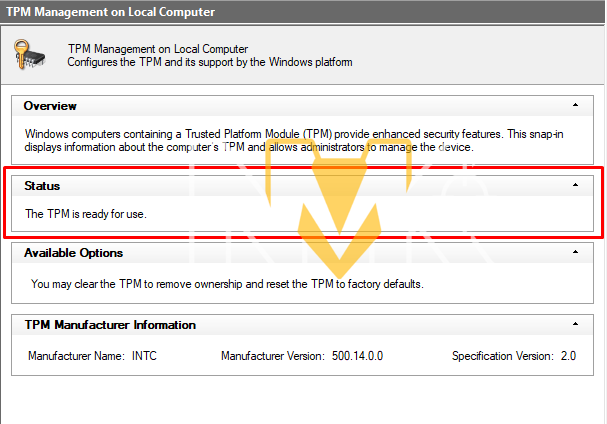 TPM Management on Local Computer
TPM Management on Local Computer
Configures the TPM and its support by the Windows platform
Overview
Windows computers containing a Trusted Platform Module (TPM) provide enhanced security features. This snap-in
displays information about the computer's TPM and allows administrators to manage the device.
Status
The TPM is ready for use.
Available Options
You may clear the TPM to remove ownership and reset the TPM to factory defaults.
TPM Manufacturer Information
Manufacturer Name: INTC Manufacturer Version: 500.14.0.0 Specification Version: 2.0